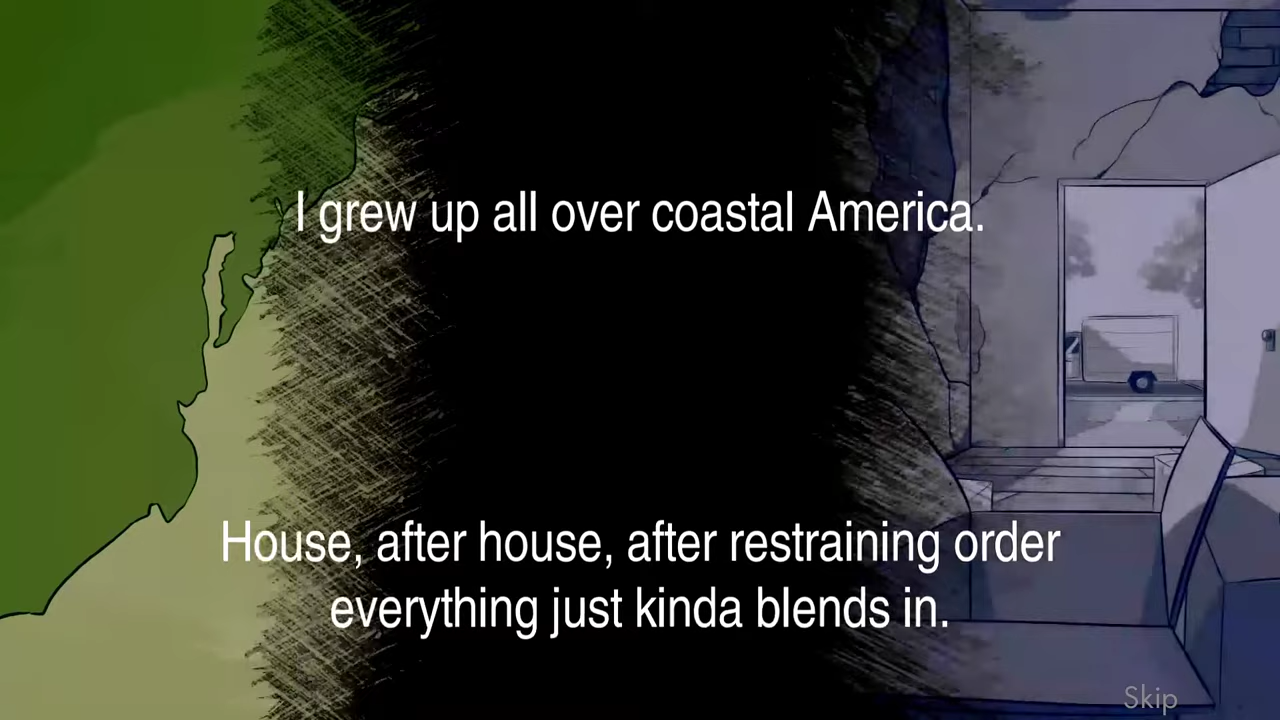 I grew up all over coastal America.
House, after house, after restraining order
everything just kinda blends in.
Skip